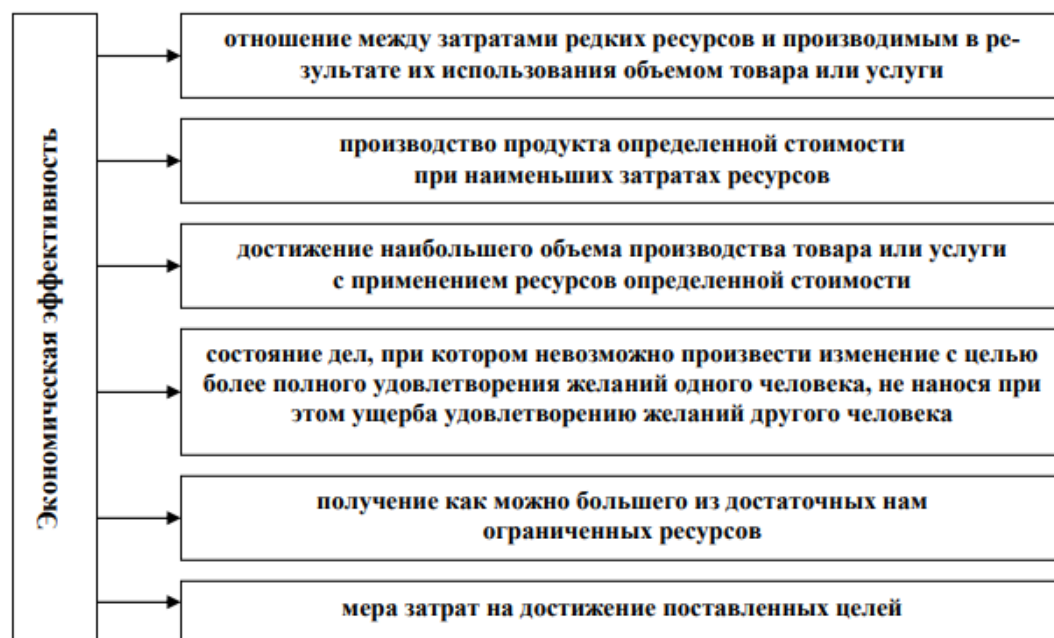 Экономическая эффективность
отношение между затратами редких ресурсов и производимым в ре-
зультате их использования объемом товара или услуги
производство продукта определенной стоимости
при наименьших затратах ресурсов
достижение наибольшего объема производства товара или услуги
с применением ресурсов определенной стоимости
состояние дел, при котором невозможно произвести изменение с целью
более полного удовлетворения желаний одного человека, не нанося при
этом ущерба удовлетворению желаний другого человека
получение как можно большего из достаточных нам
ограниченных ресурсов
мера затрат на достижение поставленных целей